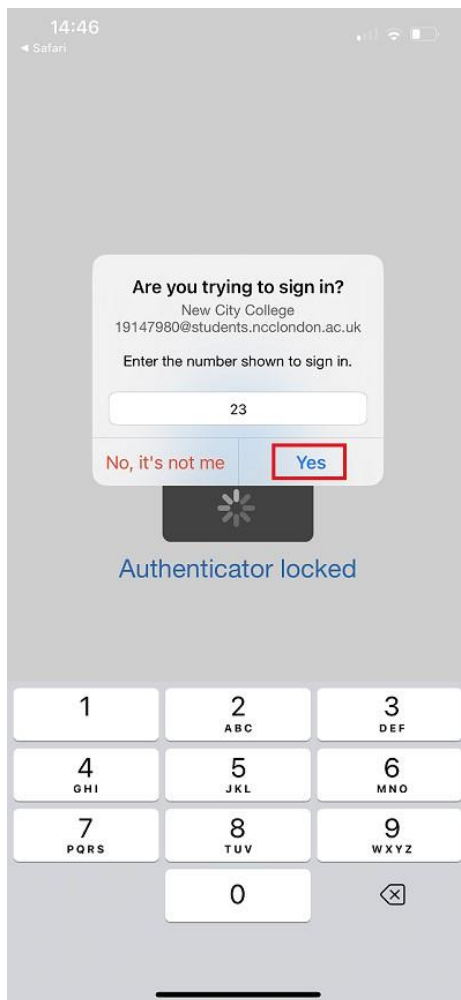 14:46
◀ Safari
Are you trying to sign in?
New City College
19147980@students.ncclondon.ac.uk
Enter the number shown to sign in.
23
No, it's not me
Yes
Authenticator locked
1
2
ABC
3
DEF
4
GHI
5
JKL
6
MNO
7
PQRS
8
TUV
9
WXYZ
0